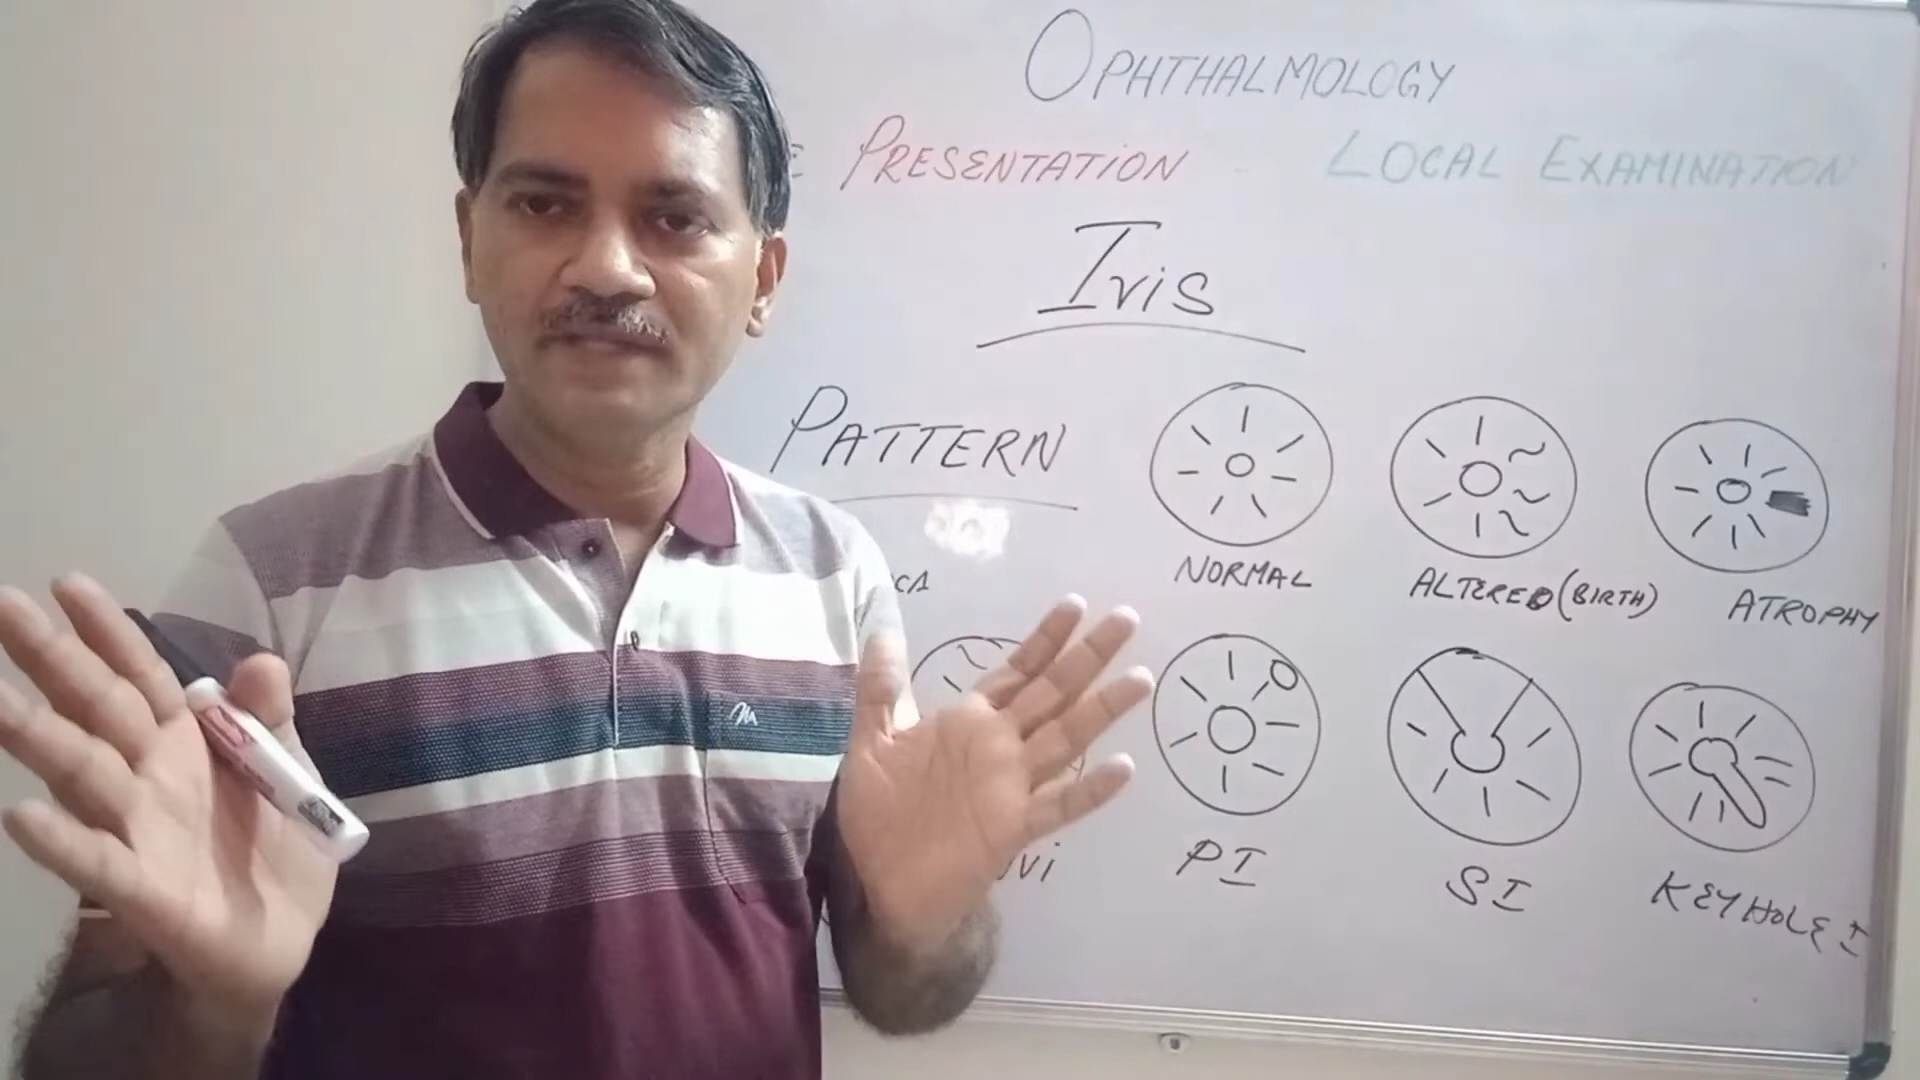 OPHTHALMOLOGY
PRESENTATION LOCAL EXAMINATION
Iris
PATTERN
NORMAL ALTERED (BIRTH) ATROPHY
PI SI KEYHOLE I